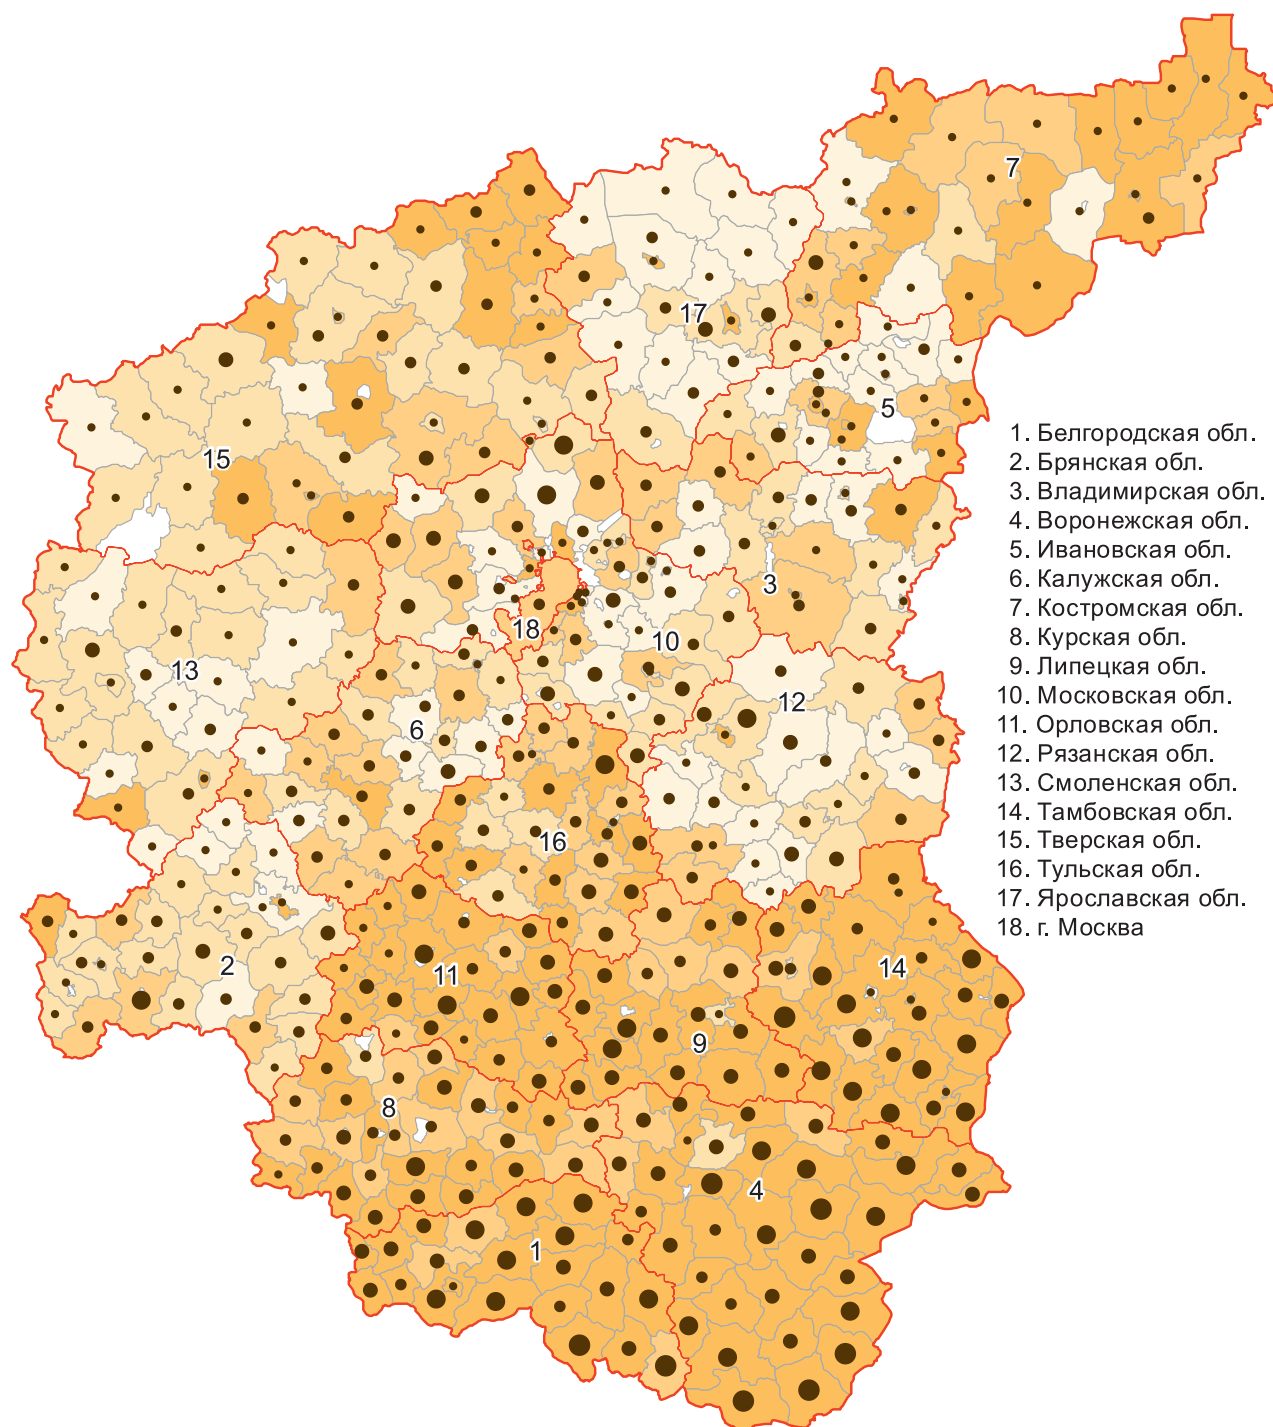 7
17
5
15
3
18
10
13
12
6
16
2
11
14
9
8
4
1
1. Белгородская обл.
2. Брянская обл.
3. Владимирская обл.
4. Воронежская обл.
5. Ивановская обл.
6. Калужская обл.
7. Костромская обл.
8. Курская обл.
9. Липецкая обл.
10. Московская обл.
11. Орловская обл.
12. Рязанская обл.
13. Смоленская обл.
14. Тамбовская обл.
15. Тверская обл.
16. Тульская обл.
17. Ярославская обл.
18. г. Москва